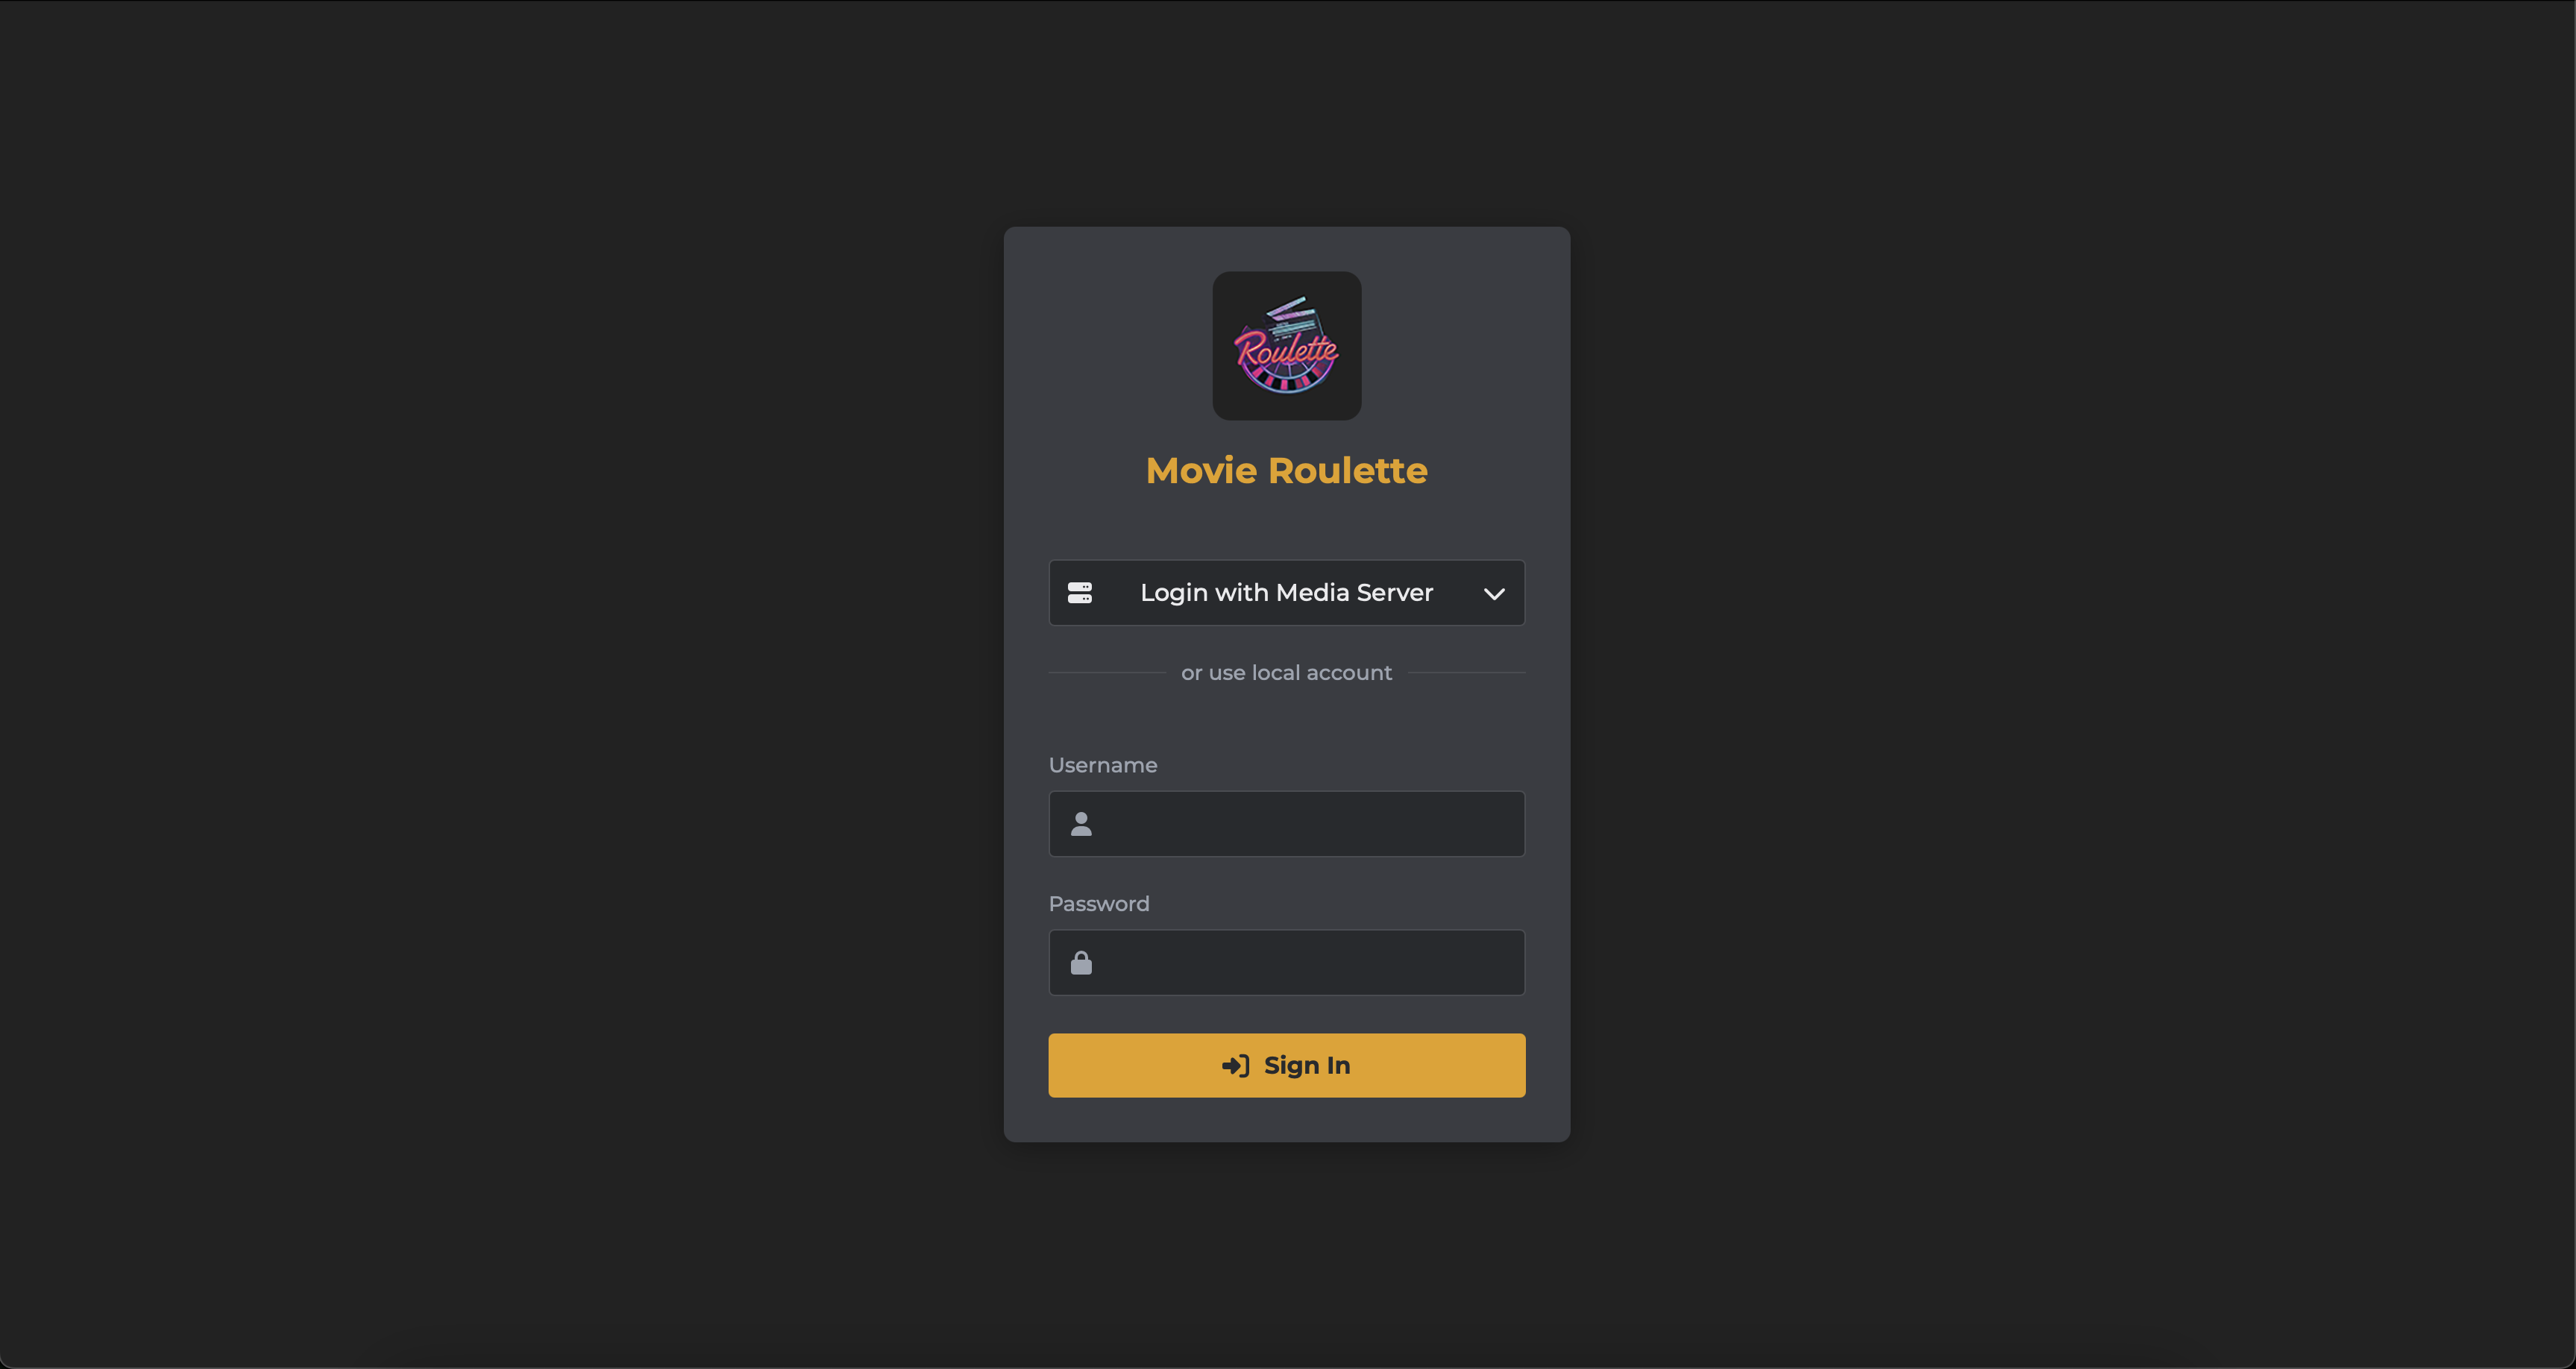 Roulette
Movie Roulette
Login with Media Server
or use local account
Username
Password
Sign In